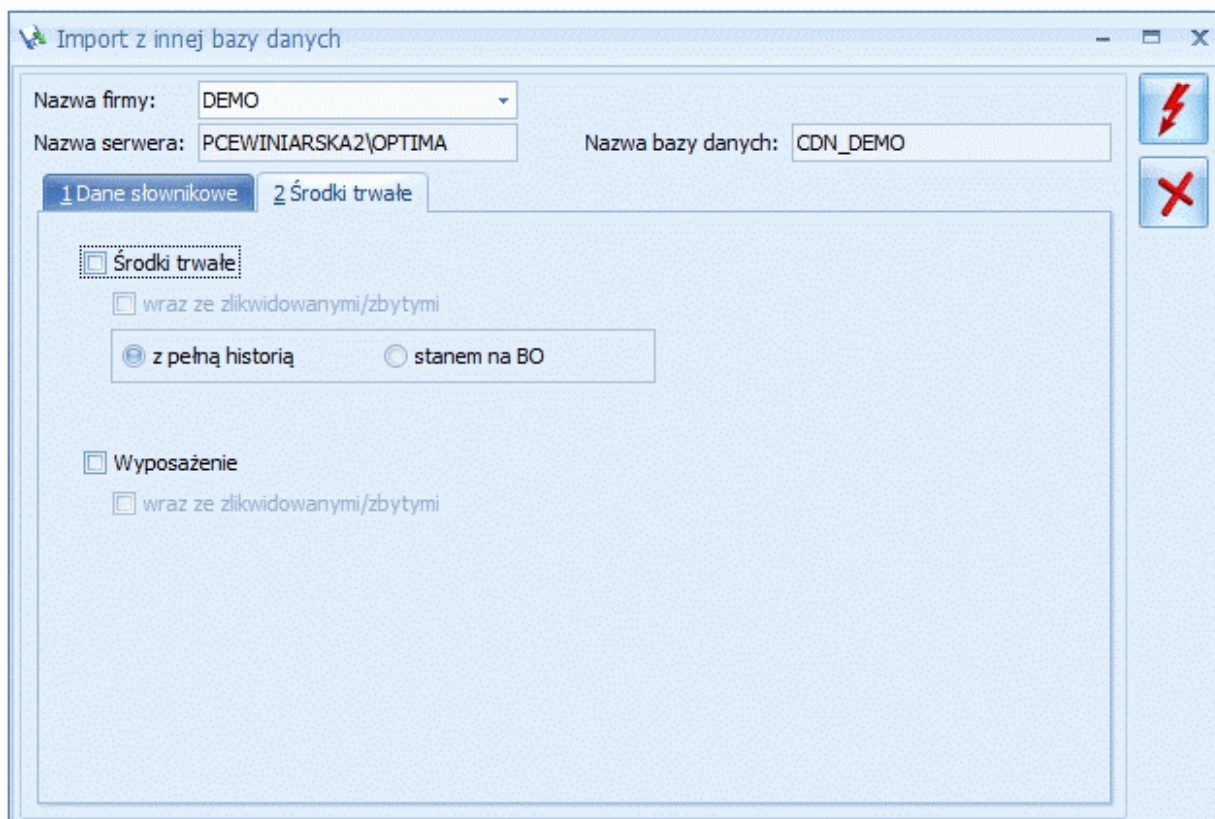 Import z innej bazy danych
Nazwa firmy: DEMO
Nazwa serwera: PCEWINIARSKA2\OPTIMA Nazwa bazy danych: CDN_DEMO
1 Dane słownikowe 2 Środki trwałe
Środki trwałe
wraz ze zlikwidowanymi/zbytymi
z pełną historią stanem na BO
Wyposażenie
wraz ze zlikwidowanymi/zbytymi